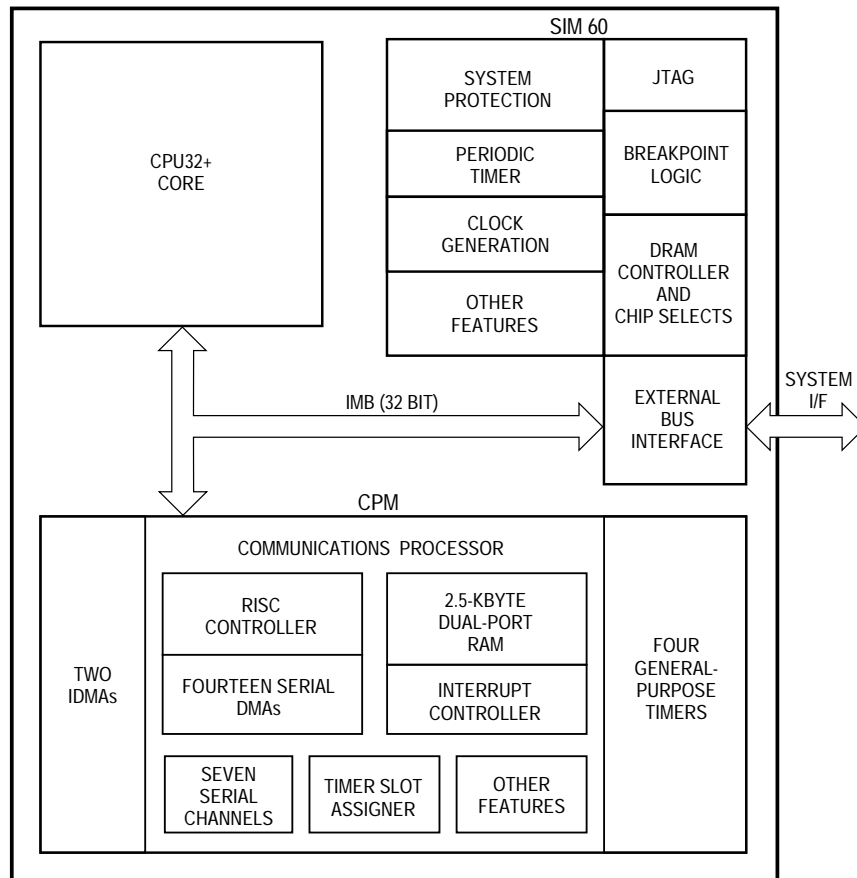 SIM 60
CPU32+
CORE
SYSTEM
PROTECTION
JTAG
PERIODIC
TIMER
BREAKPOINT
LOGIC
CLOCK
GENERATION
DRAM
CONTROLLER
AND
CHIP SELECTS
OTHER
FEATURES
IMB (32 BIT)
EXTERNAL
BUS
INTERFACE
SYSTEM
I/F
CPM
TWO
IDMAs
COMMUNICATIONS PROCESSOR
RISC
CONTROLLER
2.5-KBYTE
DUAL-PORT
RAM
FOURTEEN SERIAL
DMAs
INTERRUPT
CONTROLLER
SEVEN
SERIAL
CHANNELS
TIMER SLOT
ASSIGNER
OTHER
FEATURES
FOUR
GENERAL-
PURPOSE
TIMERS